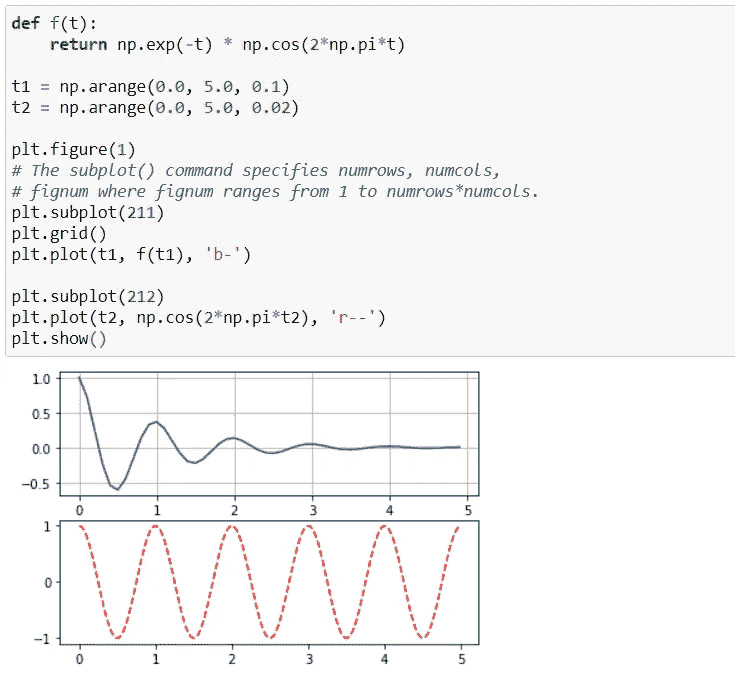 def f(t):
    return np.exp(-t) * np.cos(2*np.pi*t)

t1 = np.arange(0.0, 5.0, 0.1)
t2 = np.arange(0.0, 5.0, 0.02)

plt.figure(1)
# The subplot() command specifies numrows, numcols,
# fignum where fignum ranges from 1 to numrows*numcols.
plt.subplot(211)
plt.grid()
plt.plot(t1, f(t1), 'b-')

plt.subplot(212)
plt.plot(t2, np.cos(2*np.pi*t2), 'r--')
plt.show()
1.0
0.5
0.0
−0.5
0 1 2 3 4 5
1
0
−1
0 1 2 3 4 5